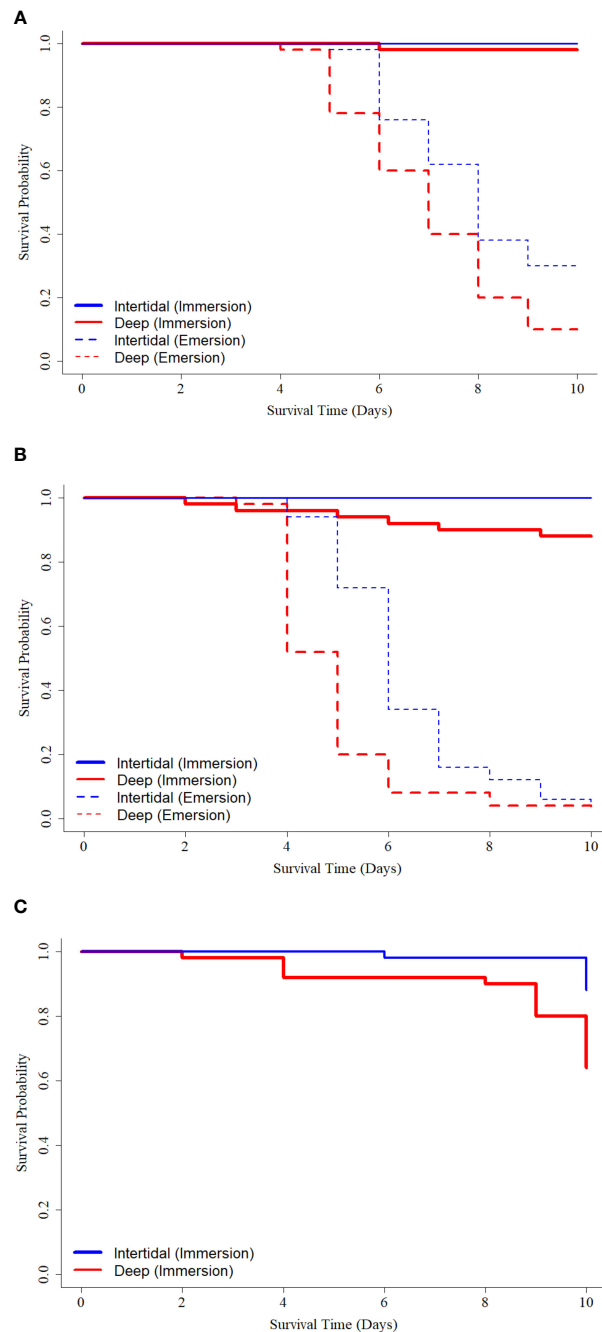 A
Survival Probability
1.0
0.8
0.6
0.4
0.2
0.0
Intertidal (Immersion)
Deep (Immersion)
Intertidal (Emersion)
Deep (Emersion)
0 2 4 6 8 10
Survival Time (Days)
B
Survival Probability
1.0
0.8
0.6
0.4
0.2
0.0
Intertidal (Immersion)
Deep (Immersion)
Intertidal (Emersion)
Deep (Emersion)
0 2 4 6 8 10
Survival Time (Days)
C
Survival Probability
1.0
0.8
0.6
0.4
0.2
0.0
Intertidal (Immersion)
Deep (Immersion)
0 2 4 6 8 10
Survival Time (Days)